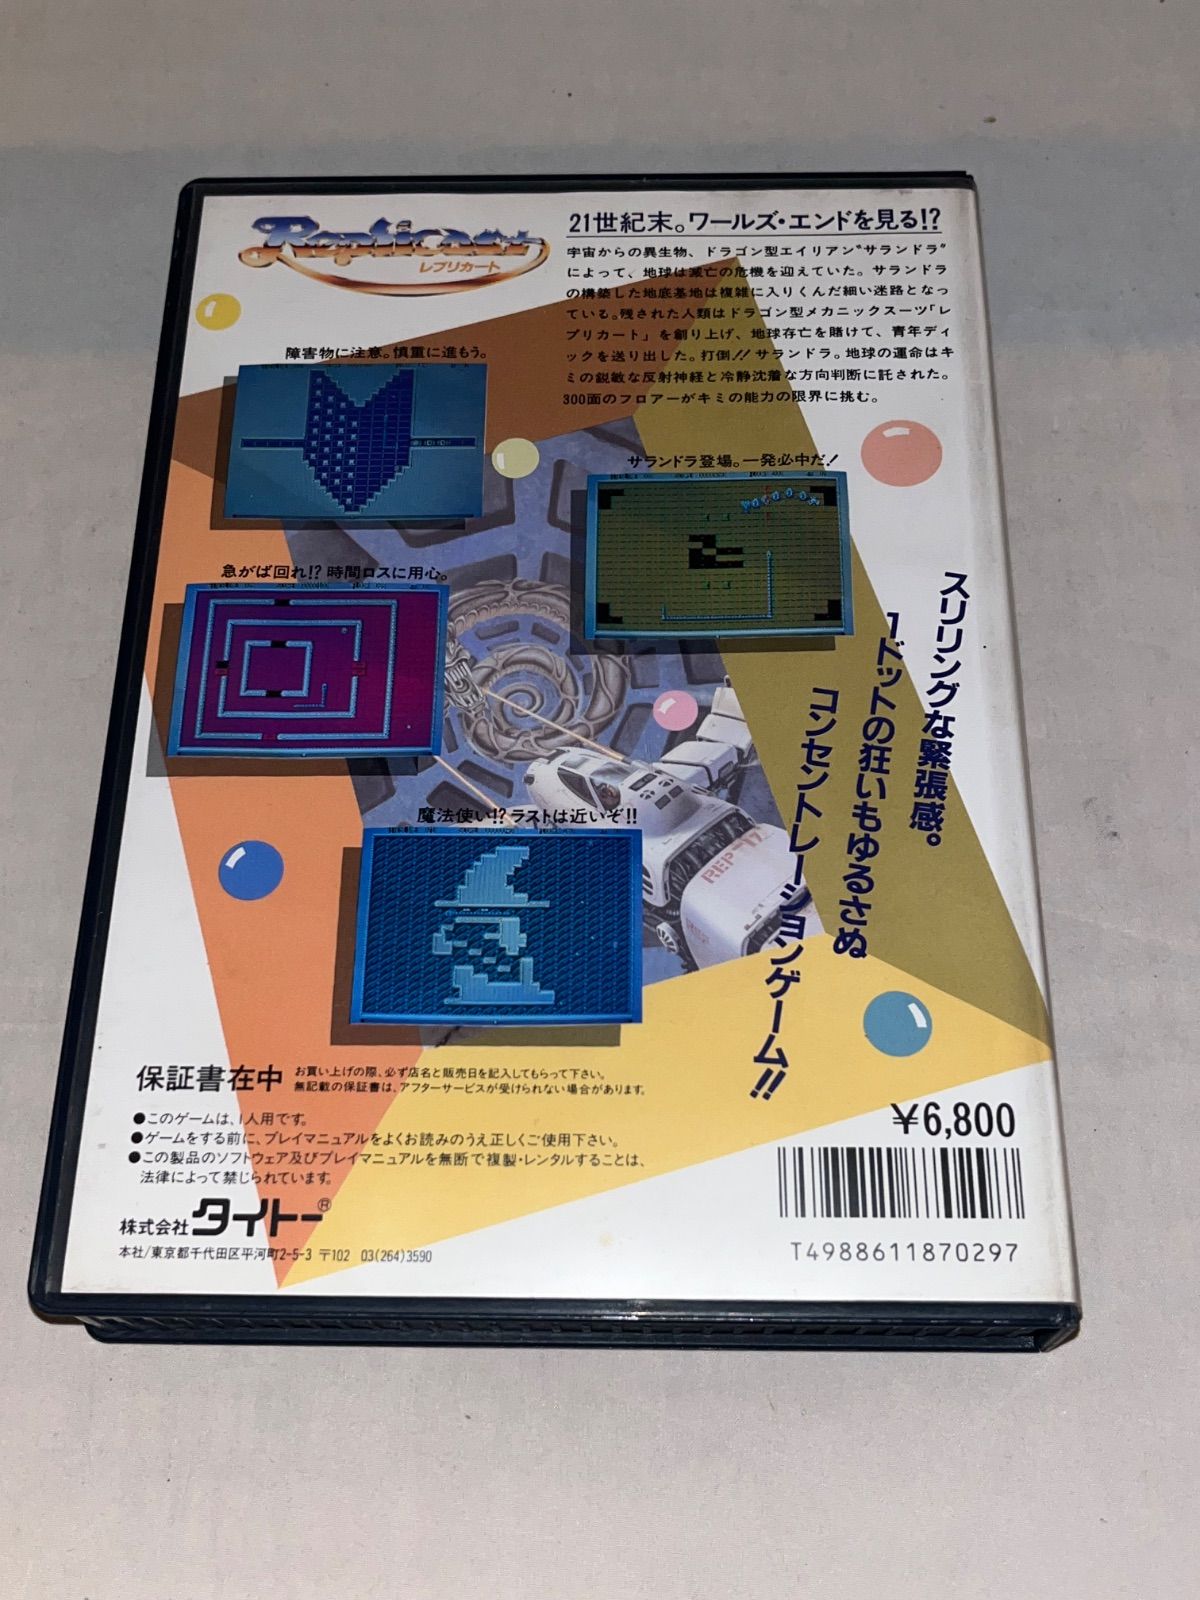 Replicart
レプリカート
21世紀末。ワールズ・エンドを見る!?
宇宙からの異生物、ドラゴン型エイリアン“サランドラ”
によって、地球は滅亡の危機を迎えていた。サランドラ
の構築した地底基地は複雑に入りくんだ細い迷路となっ
ている。残された人類はドラゴン型メカニックスーツ「レ
プリカート」を創り上げ、地球存亡を賭けて、青年ディ
ックを送り出した。打倒!! サランドラ。地球の運命はキ
ミの鋭敏な反射神経と冷静沈着な方向判断に託された。
300面のフロアーがキミの能力の限界に挑む。
障害物に注意。慎重に進もう。
サランドラ登場。一発必中だ!
急がば回れ!? 時間ロスに用心。
魔法使い!? ラストは近いぞ!!
スリリングな緊張感。
1ドットの狂いもゆるさぬ
コンセントレーションゲーム!!
REP-17
保証書在中
お買い上げの際、必ず店名と販売日を記入してもらって下さい。
無記載の保証書は、アフターサービスが受けられない場合があります。
●このゲームは、1人用です。
●ゲームをする前に、プレイマニュアルをよくお読みのうえ正しくご使用下さい。
●この製品のソフトウェア及びプレイマニュアルを無断で複製・レンタルすることは、
法律によって禁じられています。
株式会社 タイトー®
本社/東京都千代田区平河町2-5-3 〒102 03(264)3590
¥6,800
T4988611870297